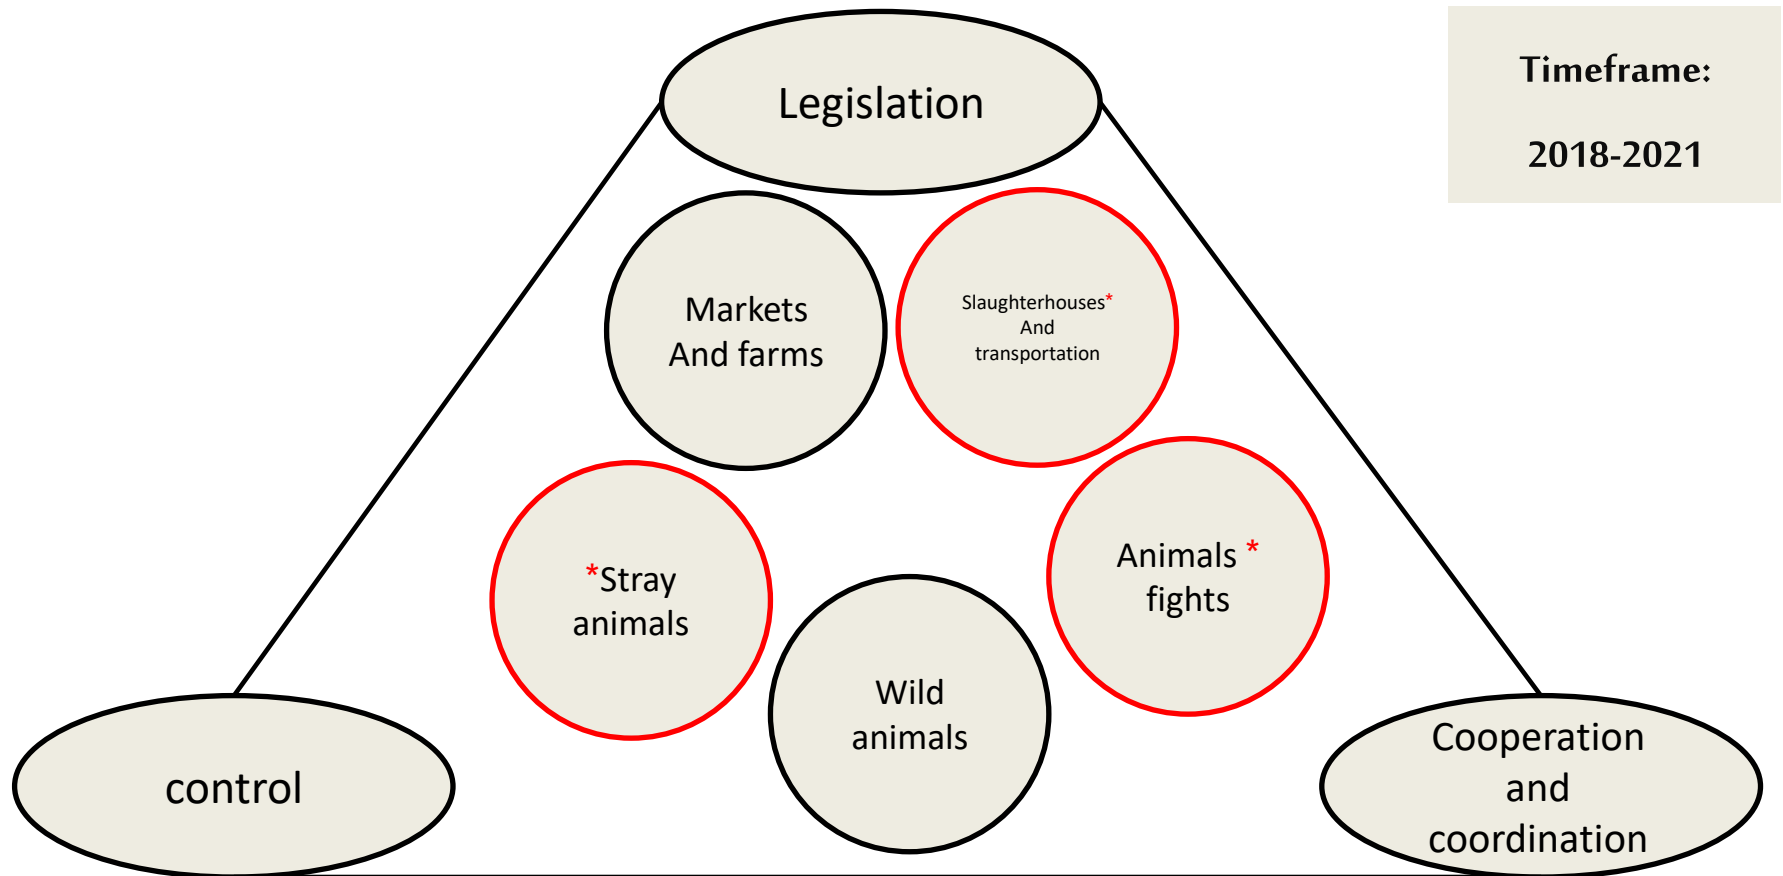 Legislation
Timeframe:
2018-2021
Markets
And farms
Slaughterhouses*
And
transportation
*Stray
animals
Animals *
fights
Wild
animals
control
Cooperation
and
coordination